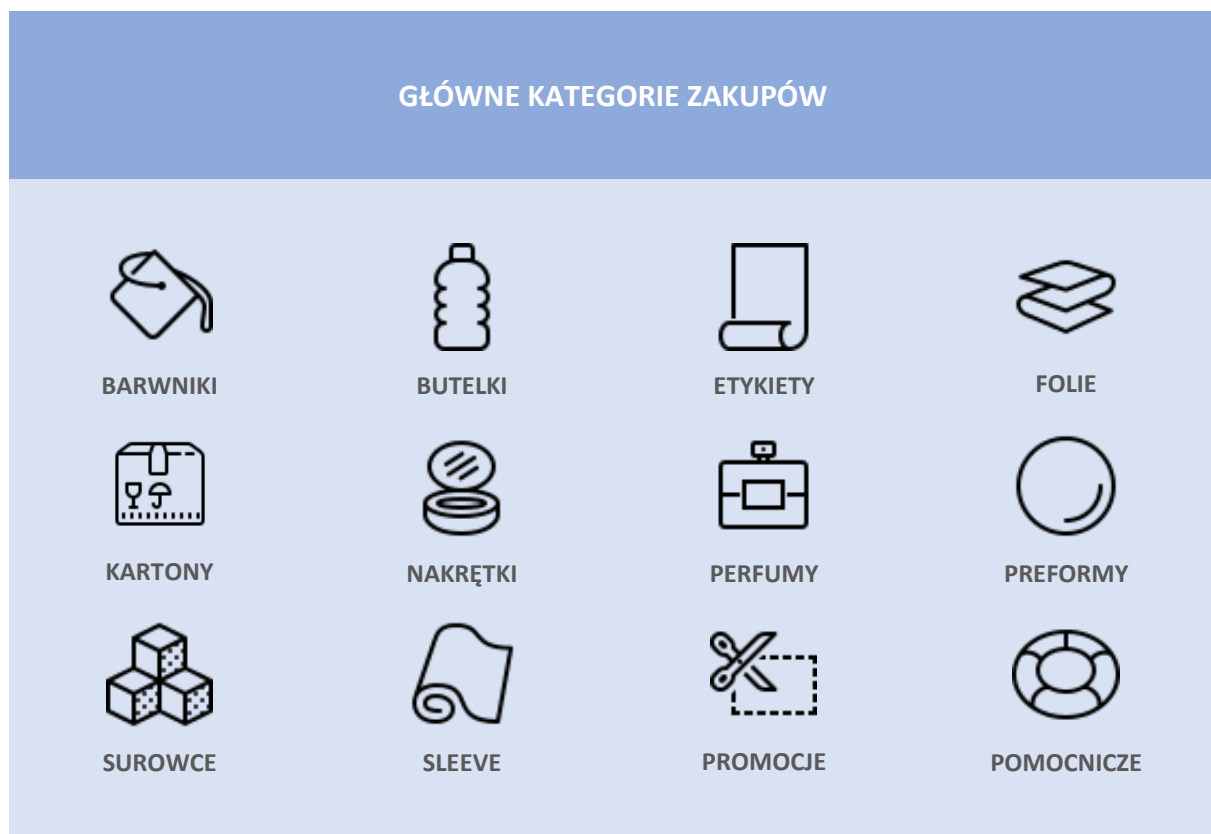 GŁÓWNE KATEGORIE ZAKUPÓW
BARWNIKI
BUTELKI
ETYKIETY
FOLIE
KARTONY
NAKRĘTKI
PERFUMY
PREFORMY
SUROWCE
SLEEVE
PROMOCJE
POMOCNICZE